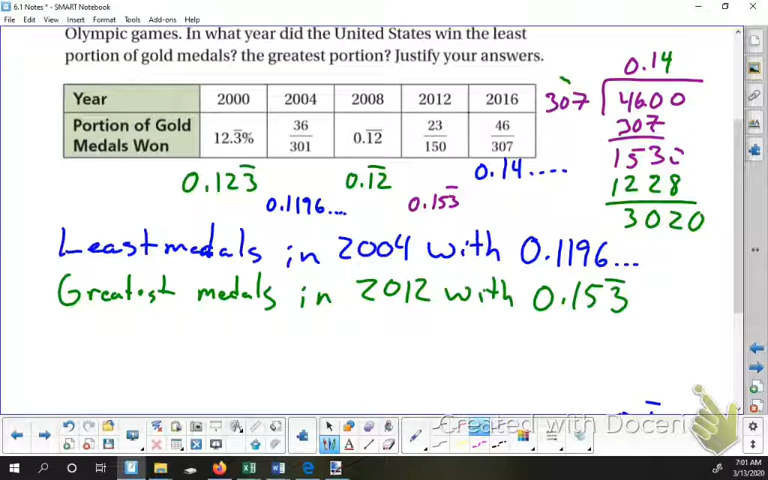 6.1 Notes * - SMART Notebook
File Edit View Insert Format Tools Add-ons Help
Olympic games. In what year did the United States win the least
portion of gold medals? the greatest portion? Justify your answers.
Year 2000 2004 2008 2012 2016
Portion of Gold Medals Won 12.3̅% 36/301 0.1̅2̅ 23/150 46/307
0.123̅ 0.1196... 0.1̅2̅ 0.153̅ 0.14....
0.14
307 4600
307
1530
1228
3020
Least medals in 2004 with 0.1196...
Greatest medals in 2012 with 0.153̅
Created with Doceri
7:01 AM
3/13/2020